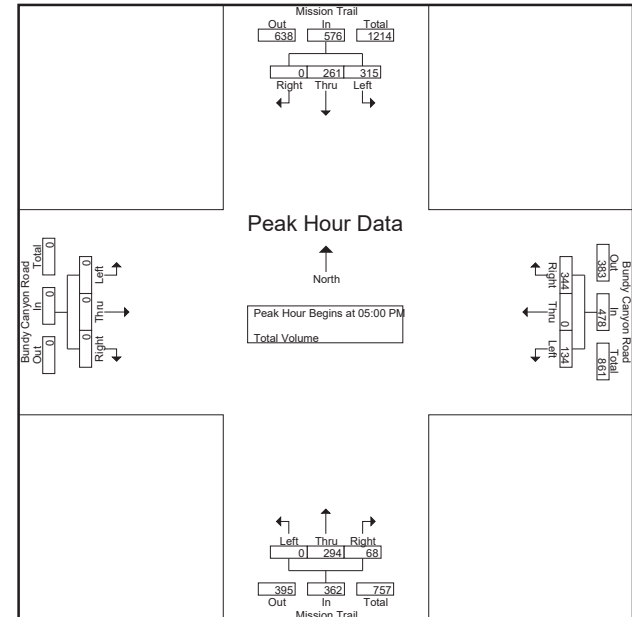 Mission Trail
Out In Total
638 576 1214
0 261 315
Right Thru Left
Peak Hour Data
North
Peak Hour Begins at 05:00 PM
Total Volume
Bundy Canyon Road
Total In Out
0 0 0
Left Thru Right
0 0 0
Right Thru Left
344 0 134
Out In Total
383 478 861
Bundy Canyon Road
Left Thru Right
0 294 68
395 362 757
Out In Total
Mission Trail